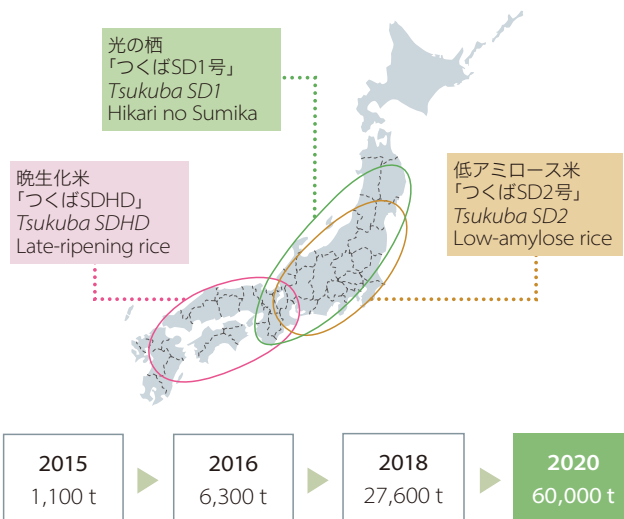 光の栖
「つくばSD1号」
Tsukuba SD1
Hikari no Sumika
晩生化米
「つくばSDHD」
Tsukuba SDHD
Late-ripening rice
低アミロース米
「つくばSD2号」
Tsukuba SD2
Low-amylose rice
2015
1,100 t
2016
6,300 t
2018
27,600 t
2020
60,000 t